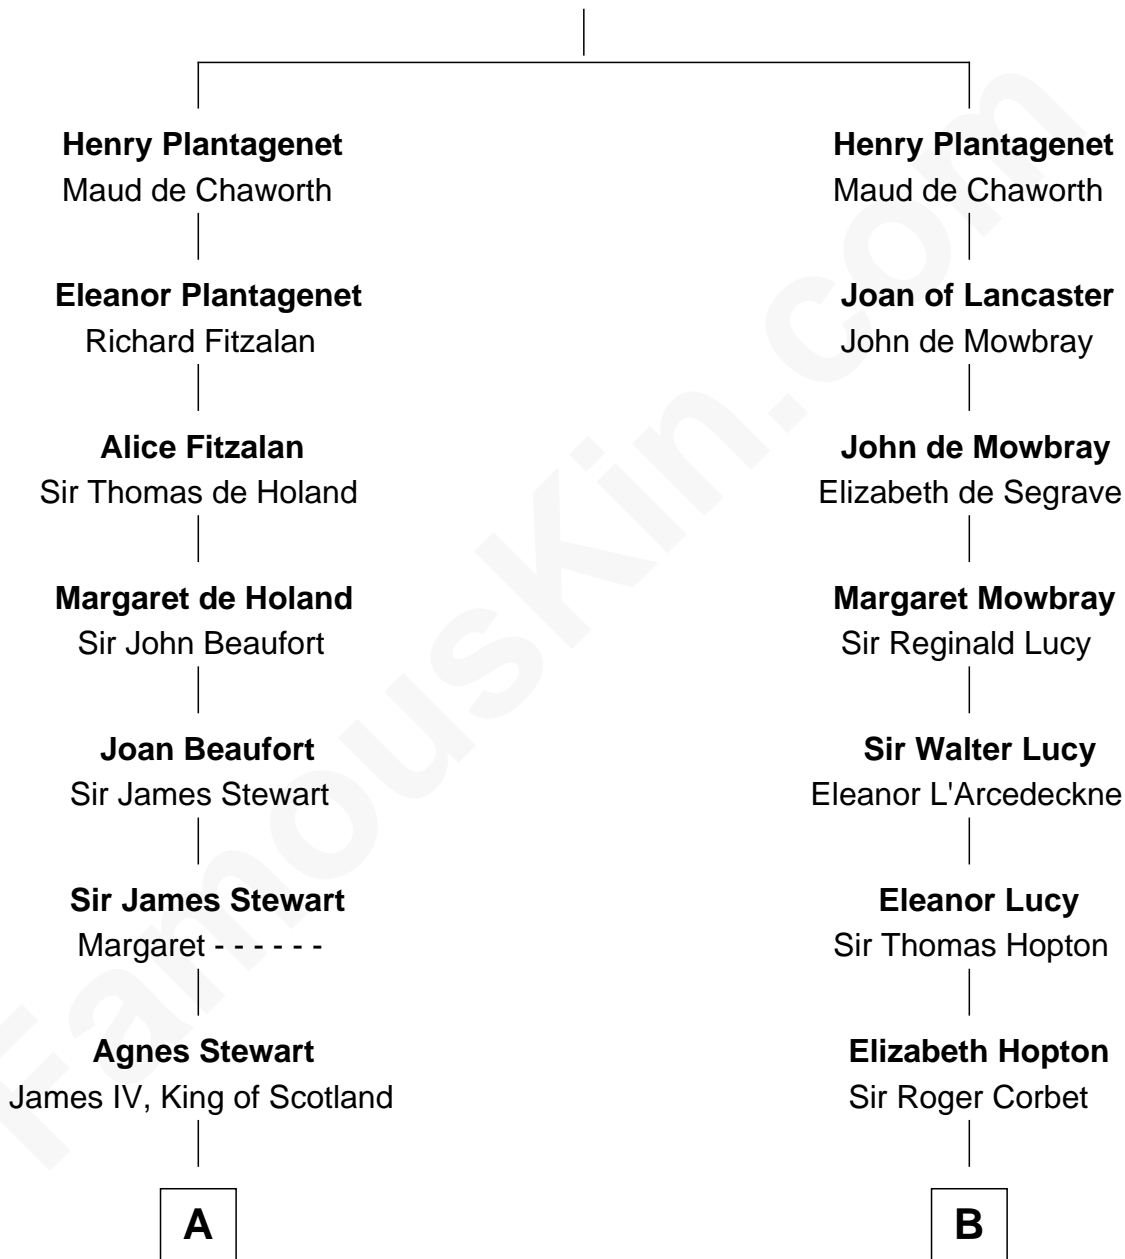 Henry Plantagenet
Maud de Chaworth
Eleanor Plantagenet
Richard Fitzalan
Alice Fitzalan
Sir Thomas de Holand
Margaret de Holand
Sir John Beaufort
Joan Beaufort
Sir James Stewart
Sir James Stewart
Margaret - - - - - -
Agnes Stewart
James IV, King of Scotland
A
Henry Plantagenet
Maud de Chaworth
Joan of Lancaster
John de Mowbray
John de Mowbray
Elizabeth de Segrave
Margaret Mowbray
Sir Reginald Lucy
Sir Walter Lucy
Eleanor L'Arcedeckne
Eleanor Lucy
Sir Thomas Hopton
Elizabeth Hopton
Sir Roger Corbet
B
FamousKin.com